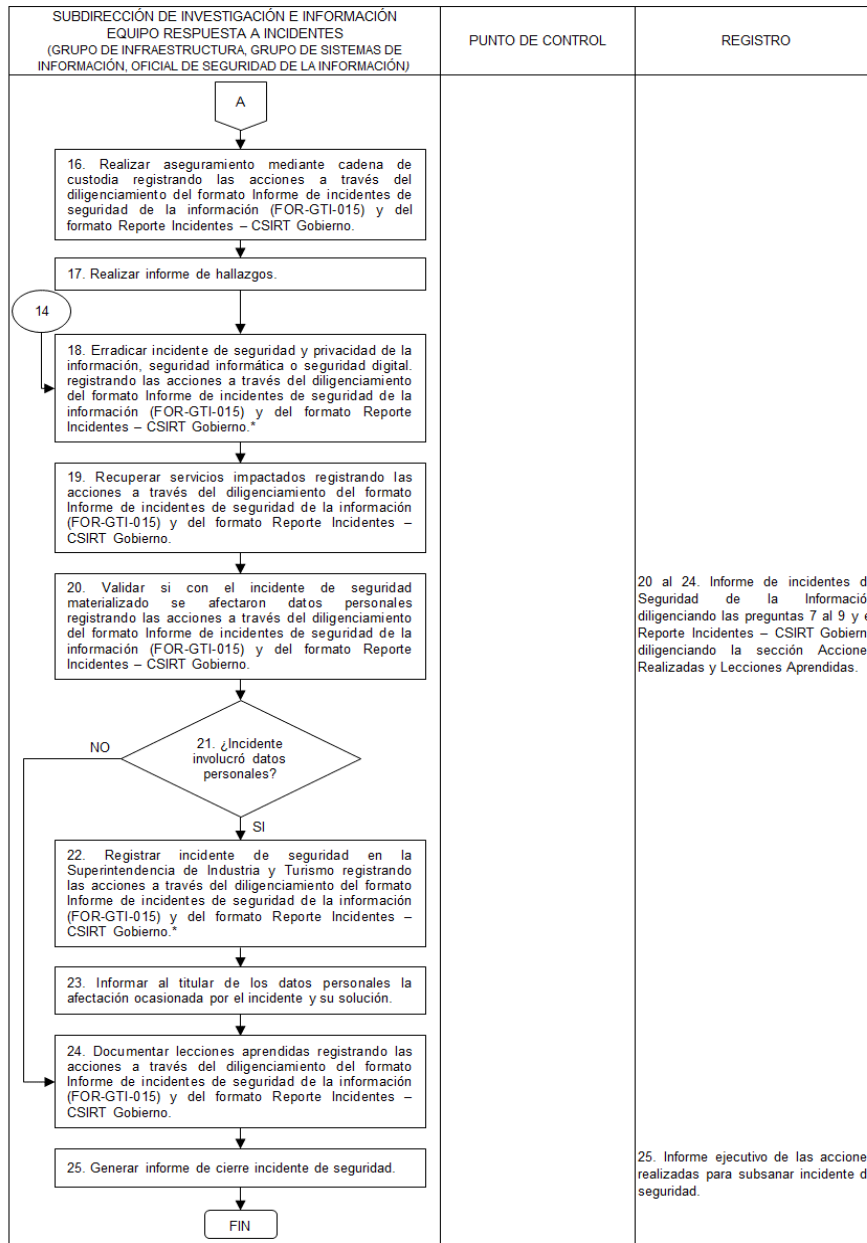 SUBDIRECCIÓN DE INVESTIGACIÓN E INFORMACIÓN
EQUIPO RESPUESTA A INCIDENTES
(GRUPO DE INFRAESTRUCTURA, GRUPO DE SISTEMAS DE
INFORMACIÓN, OFICIAL DE SEGURIDAD DE LA INFORMACIÓN)
PUNTO DE CONTROL
REGISTRO
A
16. Realizar aseguramiento mediante cadena de
custodia registrando las acciones a través del
diligenciamiento del formato Informe de incidentes de
seguridad de la información (FOR-GTI-015) y del
formato Reporte Incidentes – CSIRT Gobierno.
17. Realizar informe de hallazgos.
14
18. Erradicar incidente de seguridad y privacidad de la
información, seguridad informática o seguridad digital.
registrando las acciones a través del diligenciamiento
del formato Informe de incidentes de seguridad de la
información (FOR-GTI-015) y del formato Reporte
Incidentes – CSIRT Gobierno.*
19. Recuperar servicios impactados registrando las
acciones a través del diligenciamiento del formato
Informe de incidentes de seguridad de la información
(FOR-GTI-015) y del formato Reporte Incidentes –
CSIRT Gobierno.
20. Validar si con el incidente de seguridad
materializado se afectaron datos personales
registrando las acciones a través del diligenciamiento
del formato Informe de incidentes de seguridad de la
información (FOR-GTI-015) y del formato Reporte
Incidentes – CSIRT Gobierno.
20 al 24. Informe de incidentes d
Seguridad de la Informació
diligenciando las preguntas 7 al 9 y e
Reporte Incidentes – CSIRT Gobiern
diligenciando la sección Accione
Realizadas y Lecciones Aprendidas.
21. ¿Incidente
involucró datos
personales?
NO
SI
22. Registrar incidente de seguridad en la
Superintendencia de Industria y Turismo registrando
las acciones a través del diligenciamiento del formato
Informe de incidentes de seguridad de la información
(FOR-GTI-015) y del formato Reporte Incidentes –
CSIRT Gobierno.*
23. Informar al titular de los datos personales la
afectación ocasionada por el incidente y su solución.
24. Documentar lecciones aprendidas registrando las
acciones a través del diligenciamiento del formato
Informe de incidentes de seguridad de la información
(FOR-GTI-015) y del formato Reporte Incidentes –
CSIRT Gobierno.
25. Generar informe de cierre incidente de seguridad.
25. Informe ejecutivo de las accione
realizadas para subsanar incidente d
seguridad.
FIN